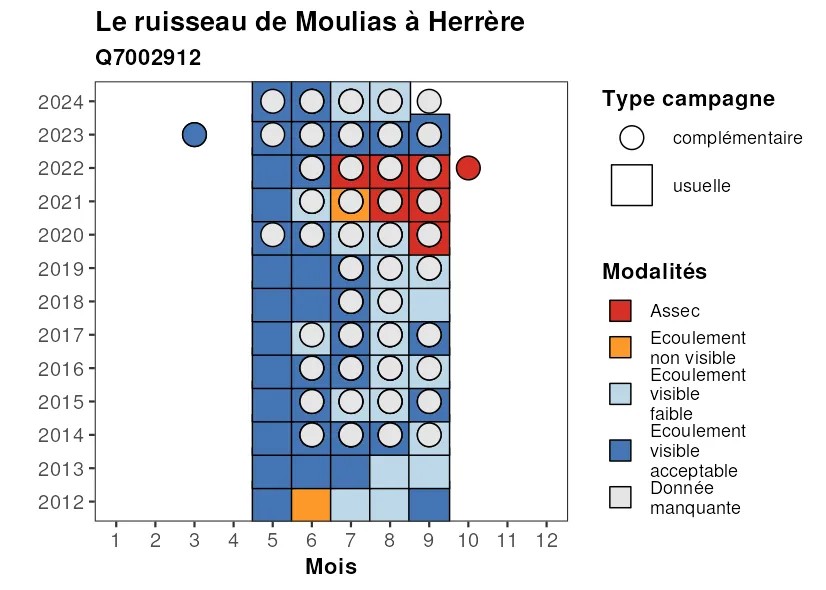 Le ruisseau de Moulias à Herrère
Q7002912
2024
2023
2022
2021
2020
2019
2018
2017
2016
2015
2014
2013
2012
1 2 3 4 5 6 7 8 9 10 11 12
Mois
Type campagne
complémentaire
usuelle
Modalités
Assec
Ecoulement
non visible
Ecoulement
visible
faible
Ecoulement
visible
acceptable
Donnée
manquante